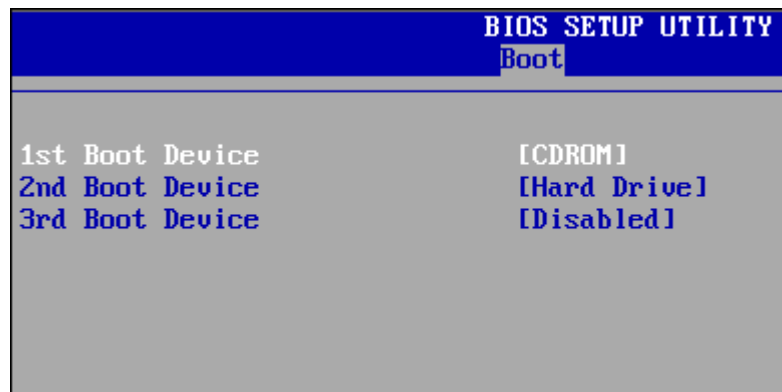 BIOS SETUP UTILITY
Boot
1st Boot Device [CDROM]
2nd Boot Device [Hard Drive]
3rd Boot Device [Disabled]